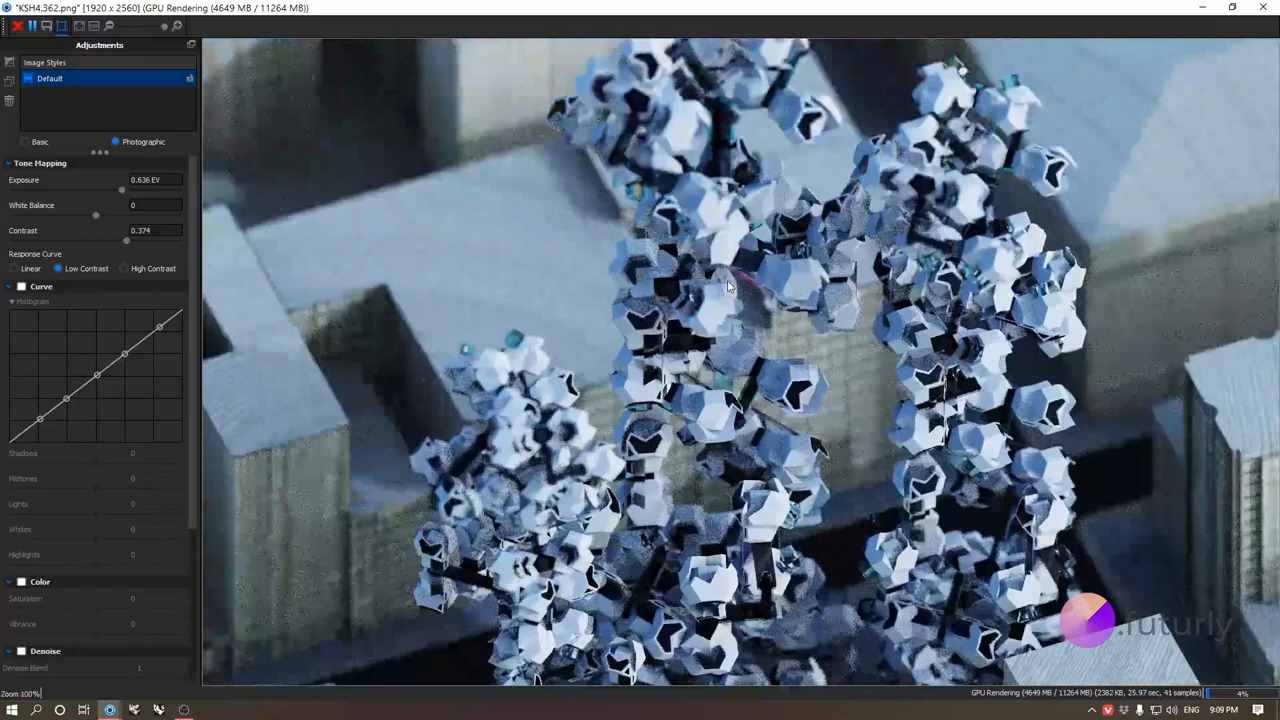 "KSH4.362.png" [1920 x 2560] (GPU Rendering (4649 MB / 11264 MB))
Adjustments
Image Styles
Default
Basic
Photographic
Tone Mapping
Exposure
0.636 EV
White Balance
0
Contrast
0.374
Response Curve
Linear
Low Contrast
High Contrast
Curve
Histogram
Shadows
0
Midtones
0
Lights
0
Whites
0
Highlights
0
Color
Saturation
0
Vibrance
0
Denoise
Denoise Blend
1
.futurly
Zoom :100%
GPU Rendering (4649 MB / 11264 MB) (2382 KB, 25.97 sec, 41 samples)
4%
ENG
9:09 PM